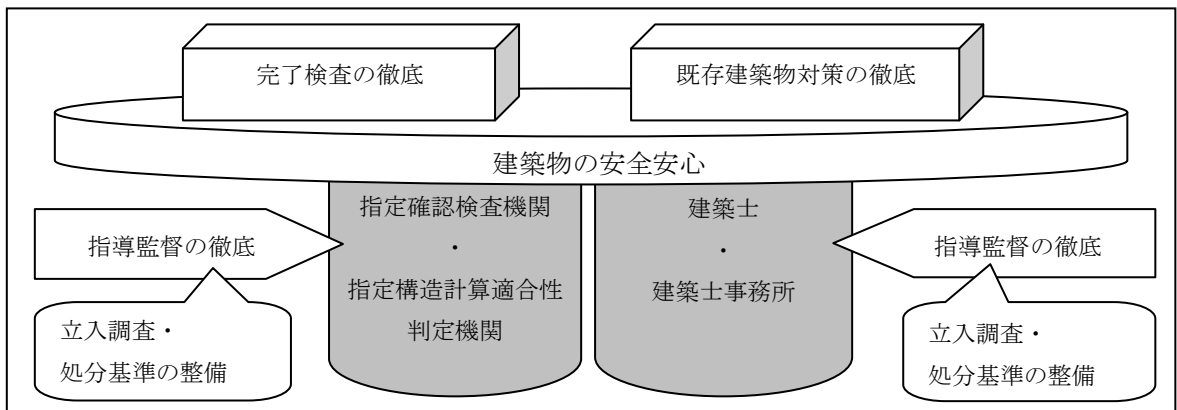 完了検査の徹底
既存建築物対策の徹底
建築物の安全安心
指定確認検査機関
・
指定構造計算適合性
判定機関
建築士
・
建築士事務所
指導監督の徹底
立入調査・
処分基準の整備
指導監督の徹底
立入調査・
処分基準の整備